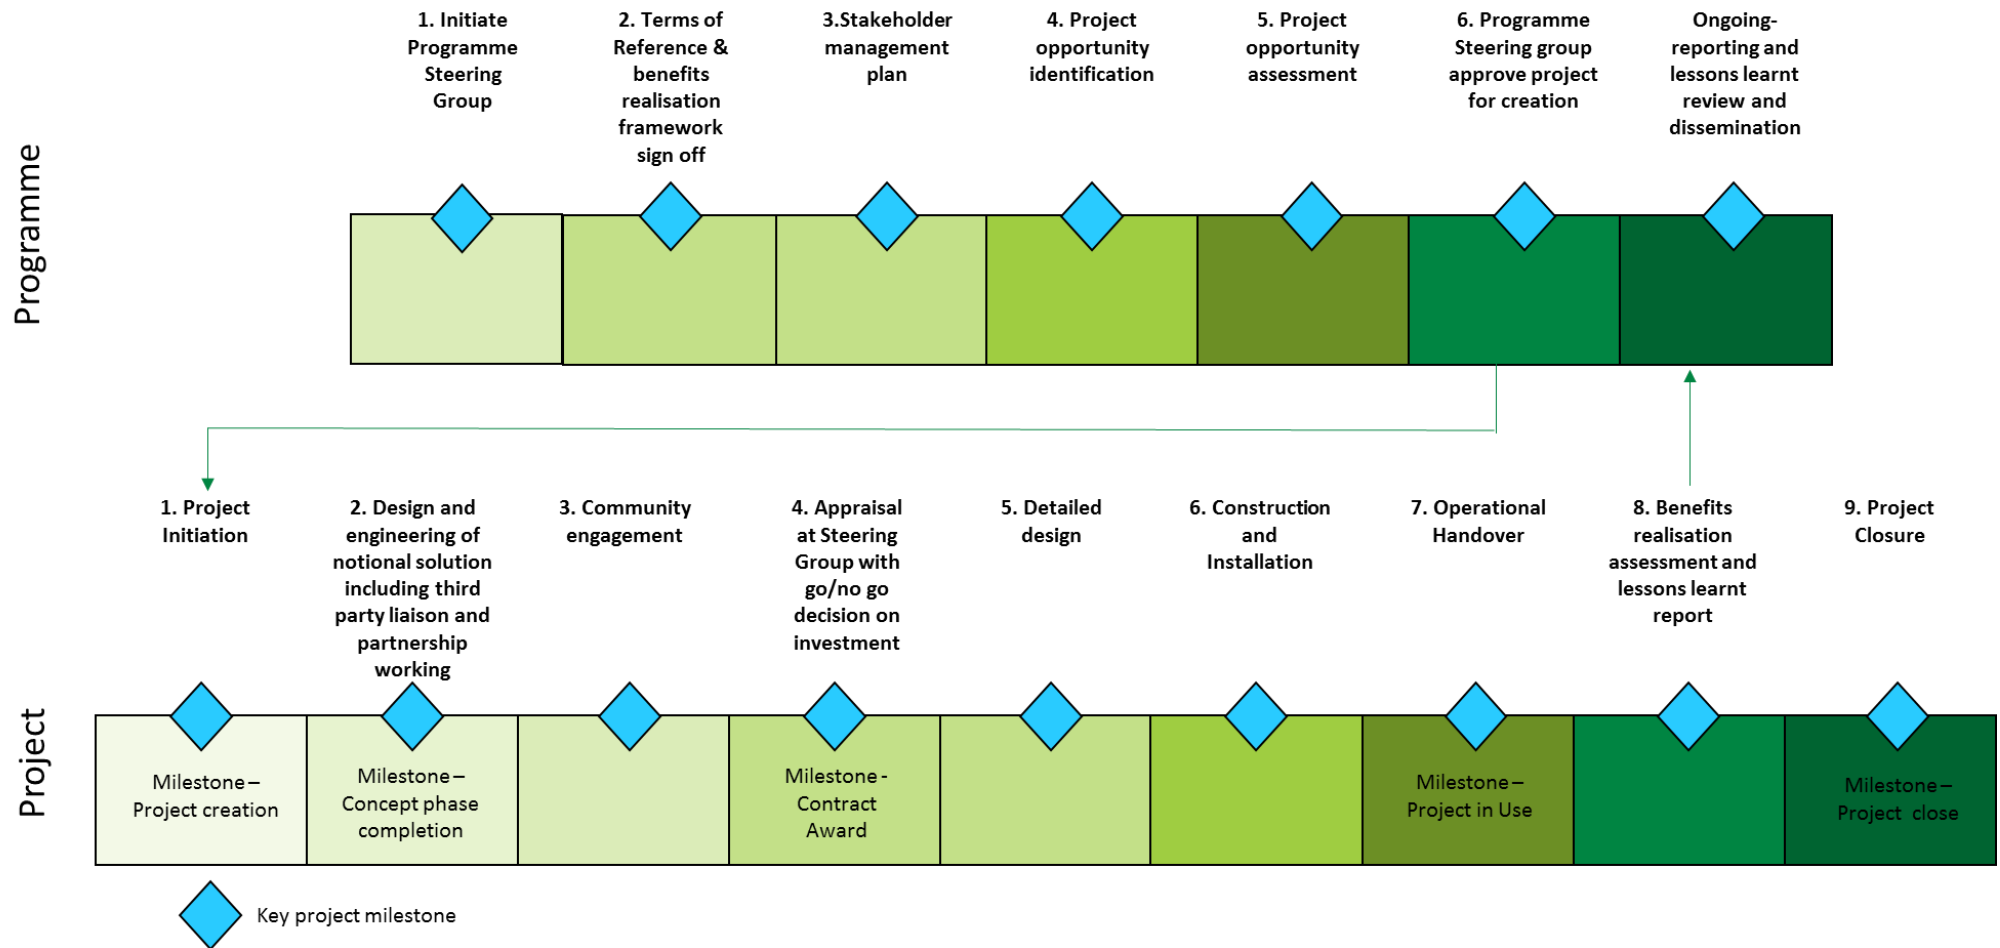 1. Initiate
Programme
Steering
Group
2. Terms of
Reference &
benefits
realisation
framework
sign off
3.Stakeholder
management
plan
4. Project
opportunity
identification
5. Project
opportunity
assessment
6. Programme
Steering group
approve project
for creation
Ongoing-
reporting and
lessons learnt
review and
dissemination
Programme
1. Project
Initiation
2. Design and
engineering of
notional solution
including third
party liaison and
partnership
working
3. Community
engagement
4. Appraisal
at Steering
Group with
go/no go
decision on
investment
5. Detailed
design
6. Construction
and
Installation
7. Operational
Handover
8. Benefits
realisation
assessment and
lessons learnt
report
9. Project
Closure
Project
Milestone –
Project creation
Milestone –
Concept phase
completion
Milestone -
Contract
Award
Milestone –
Project in Use
Milestone –
Project close
Key project milestone